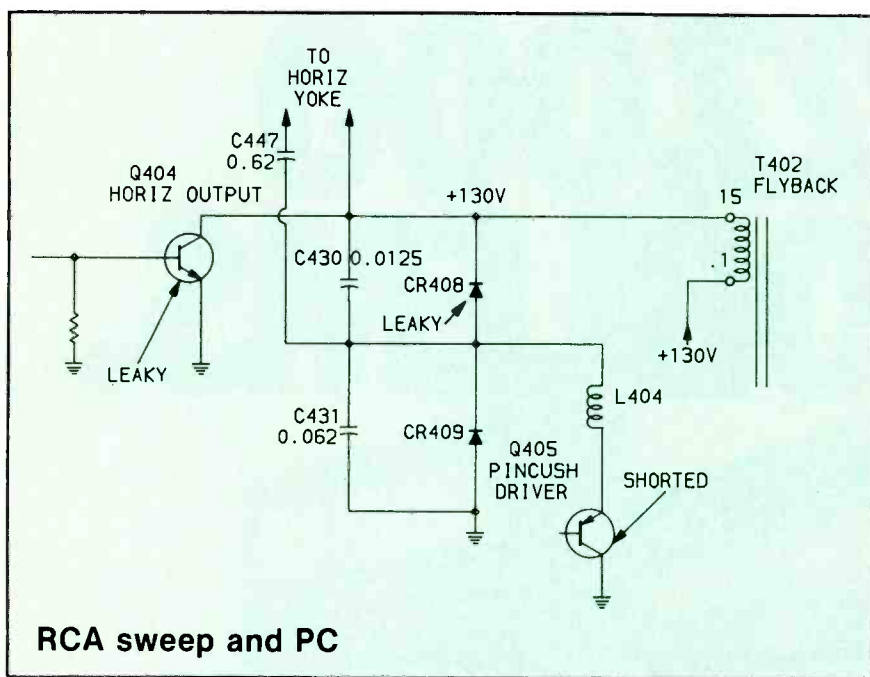 TO
HORIZ
YOKE
C447
0.62
Q404
HORIZ OUTPUT
T402
FLYBACK
+130V
15
C430 0.0125
CR408
LEAKY
.1
+130V
LEAKY
L404
C431
0.062
CR409
Q405
PINCUSH
DRIVER
SHORTED
RCA sweep and PC